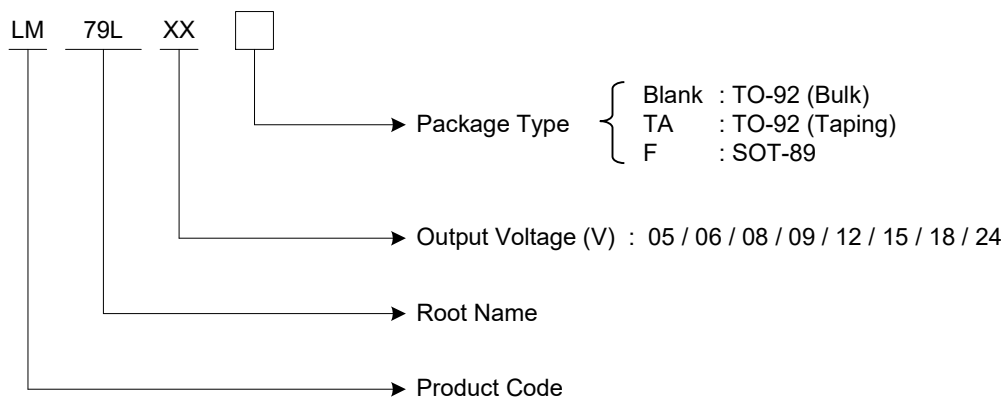 LM 79L XX
Package Type
Blank : TO-92 (Bulk)
TA : TO-92 (Taping)
F : SOT-89
Output Voltage (V) : 05 / 06 / 08 / 09 / 12 / 15 / 18 / 24
Root Name
Product Code